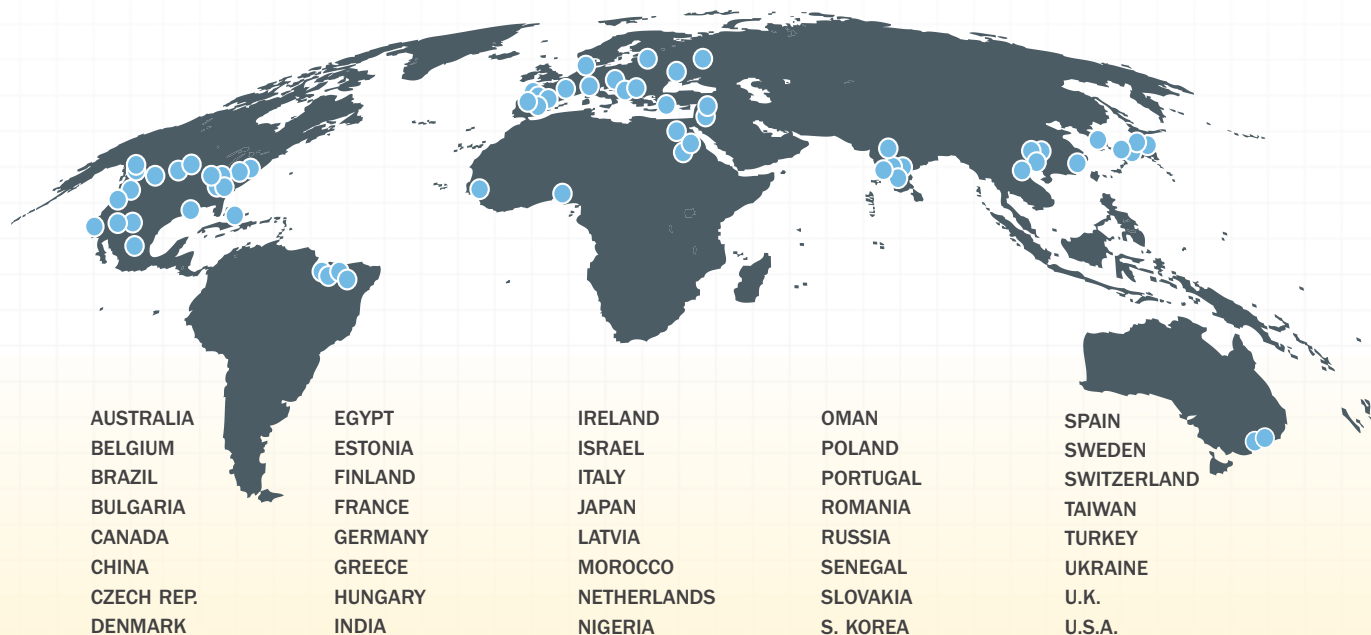 AUSTRALIA
BELGIUM
BRAZIL
BULGARIA
CANADA
CHINA
CZECH REP.
DENMARK
EGYPT
ESTONIA
FINLAND
FRANCE
GERMANY
GREECE
HUNGARY
INDIA
IRELAND
ISRAEL
ITALY
JAPAN
LATVIA
MOROCCO
NETHERLANDS
NIGERIA
OMAN
POLAND
PORTUGAL
ROMANIA
RUSSIA
SENEGAL
SLOVAKIA
S. KOREA
SPAIN
SWEDEN
SWITZERLAND
TAIWAN
TURKEY
UKRAINE
U.K.
U.S.A.